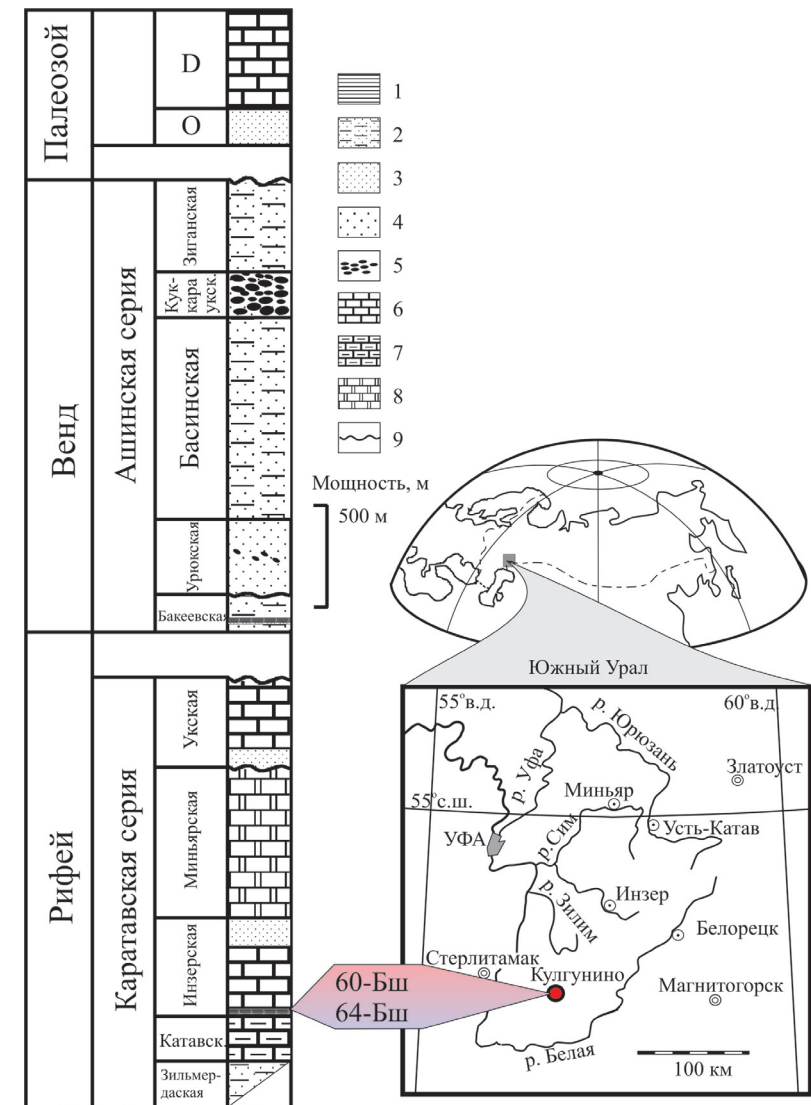 Палеозой
D
O
Венд
Ашинская серия
Зиганская
Кук-
кара
укск.
Басинская
Урюкская
Бакеевская
Рифей
Каратавская серия
Укская
Миньярская
Инзерская
Катавск.
Зильмер-
даская
1
2
3
4
5
6
7
8
9
Мощность, м
500 м
Южный Урал
55°в.д.
60°в.д.
55°с.ш.
р. Юрюзань
р. Уфа
Златоуст
Миньяр
УФА
р.Сим
Усть-Катав
р. Зилим
Инзер
Белорецк
Стерлитамак
Кулгунино
Магнитогорск
р. Белая
100 км
60-Бш
64-Бш